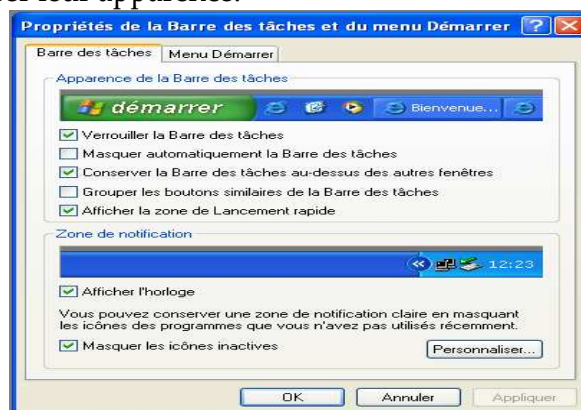 er leur apparence.
Propriétés de la Barre des tâches et du menu Démarrer
Barre des tâches Menu Démarrer
Apparence de la Barre des tâches
démarrer Bienvenue...
Verrouiller la Barre des tâches
Masquer automatiquement la Barre des tâches
Conserver la Barre des tâches au-dessus des autres fenêtres
Grouper les boutons similaires de la Barre des tâches
Afficher la zone de Lancement rapide
Zone de notification
12:23
Afficher l'horloge
Vous pouvez conserver une zone de notification claire en masquant
les icônes des programmes que vous n'avez pas utilisés récemment.
Masquer les icônes inactives Personnaliser...
OK Annuler Appliquer